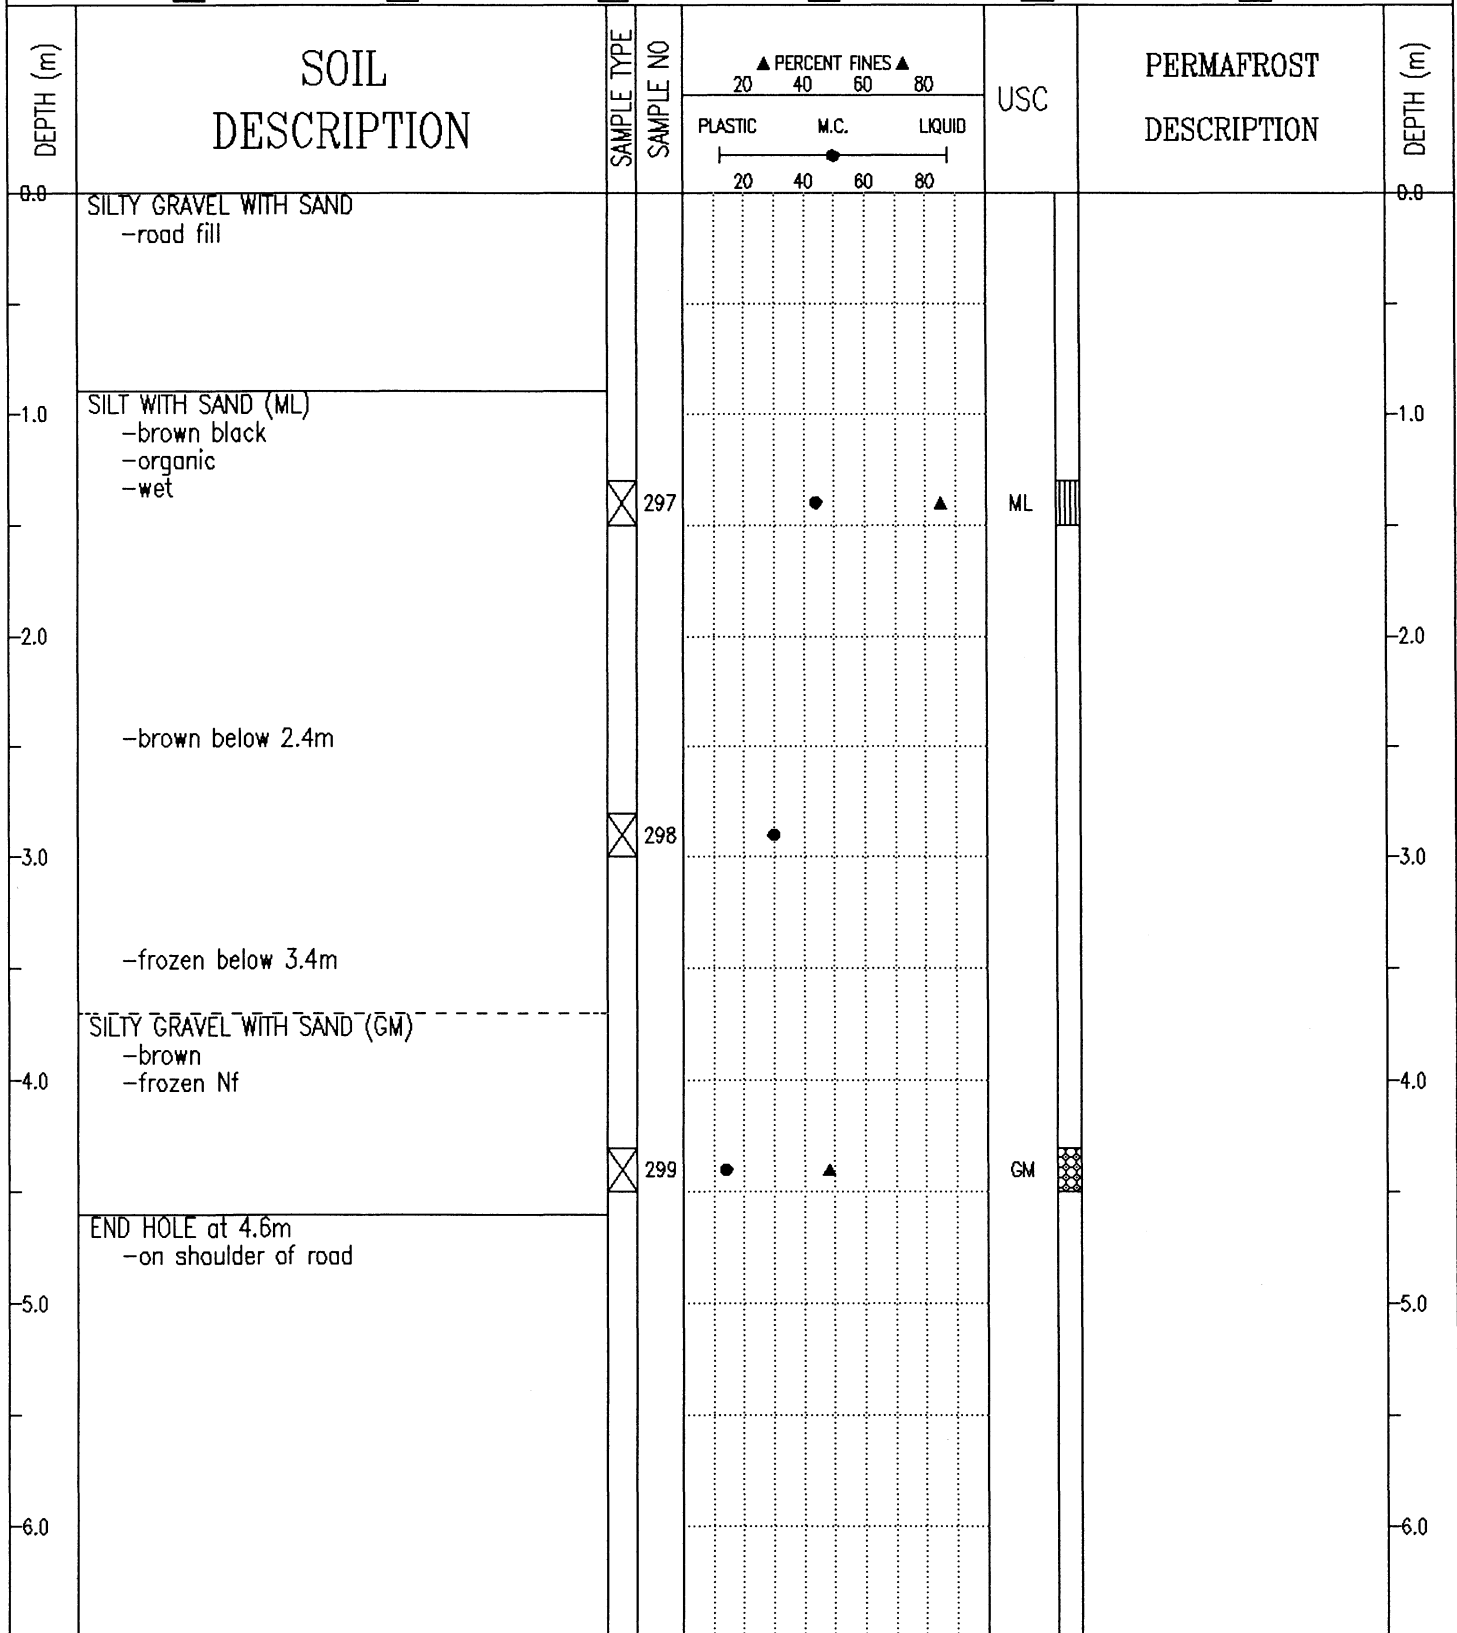 DEPTH (m)
SOIL
DESCRIPTION
SAMPLE TYPE
SAMPLE NO
▲ PERCENT FINES ▲
20 40 60 80
PLASTIC M.C. LIQUID
20 40 60 80
USC
PERMAFROST
DESCRIPTION
DEPTH (m)
0.0 0.0
SILTY GRAVEL WITH SAND
-road fill
SILT WITH SAND (ML)
1.0 1.0
-brown black
-organic
-wet
297 ML
2.0 2.0
-brown below 2.4m
298
3.0 3.0
-frozen below 3.4m
SILTY GRAVEL WITH SAND (GM)
-brown
4.0 4.0
-frozen Nf
299 GM
END HOLE at 4.6m
-on shoulder of road
5.0 5.0
6.0 6.0